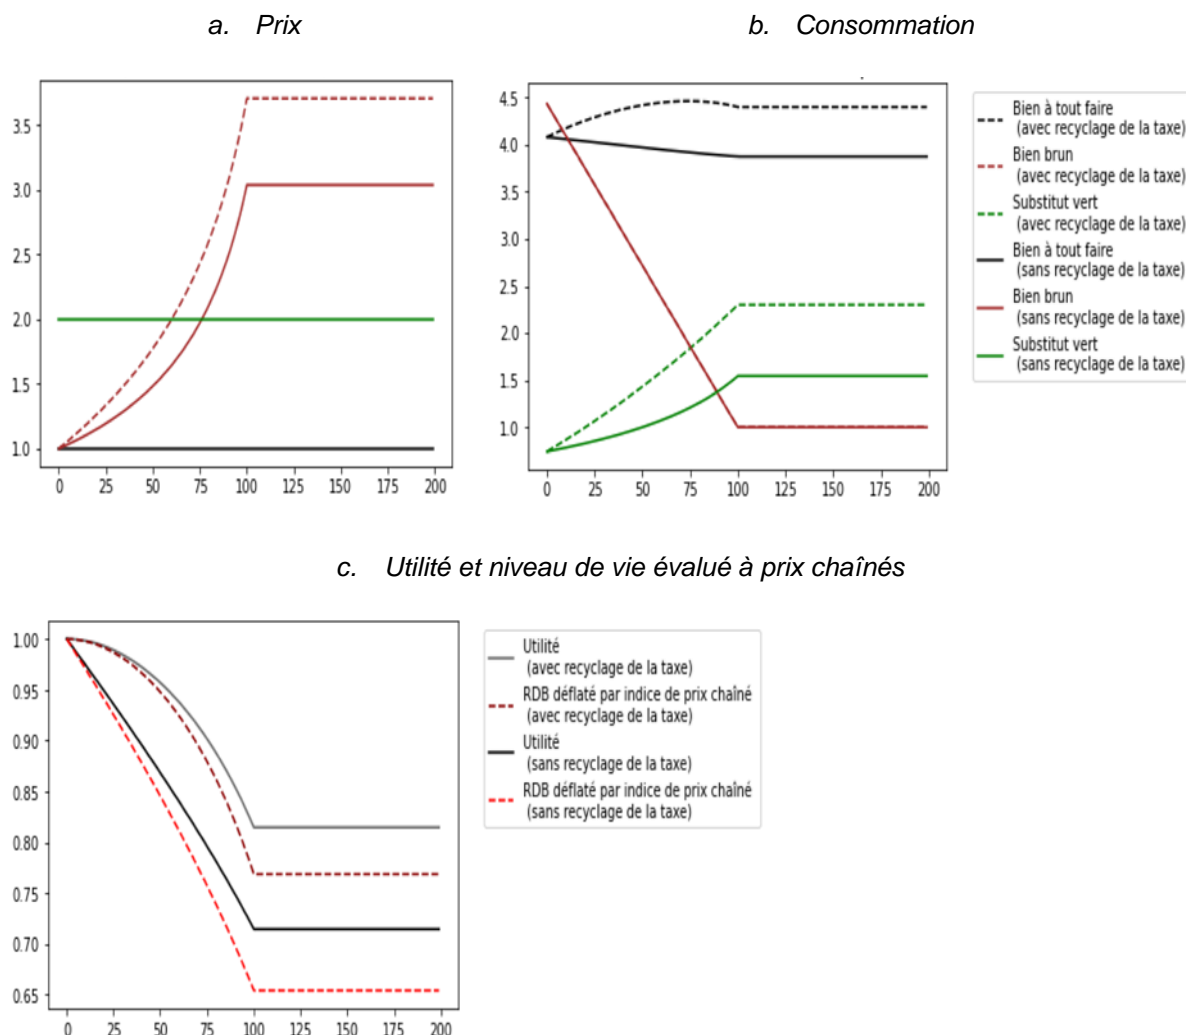 a. Prix
b. Consommation
3.5
3.0
2.5
2.0
1.5
1.0
0
25
50
75
100
125
150
175
200
4.5
4.0
3.5
3.0
2.5
2.0
1.5
1.0
0
25
50
75
100
125
150
175
200
Bien à tout faire
(avec recyclage de la taxe)
Bien brun
(avec recyclage de la taxe)
Substitut vert
(avec recyclage de la taxe)
Bien à tout faire
(sans recyclage de la taxe)
Bien brun
(sans recyclage de la taxe)
Substitut vert
(sans recyclage de la taxe)
c. Utilité et niveau de vie évalué à prix chaînés
1.00
0.95
0.90
0.85
0.80
0.75
0.70
0.65
0
25
50
75
100
125
150
175
200
Utilité
(avec recyclage de la taxe)
RDB déflaté par indice de prix chaîné
(avec recyclage de la taxe)
Utilité
(sans recyclage de la taxe)
RDB déflaté par indice de prix chaîné
(sans recyclage de la taxe)